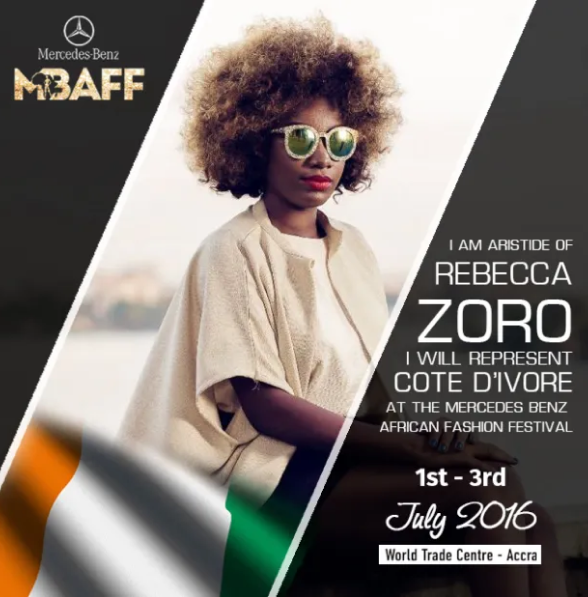 Mercedes-Benz
MBAFF
I AM ARISTIDE OF
REBECCA
ZORO
I WILL REPRESENT
COTE D'IVORE
AT THE MERCEDES BENZ
AFRICAN FASHION FESTIVAL
1st - 3rd
July 2016
World Trade Centre - Accra